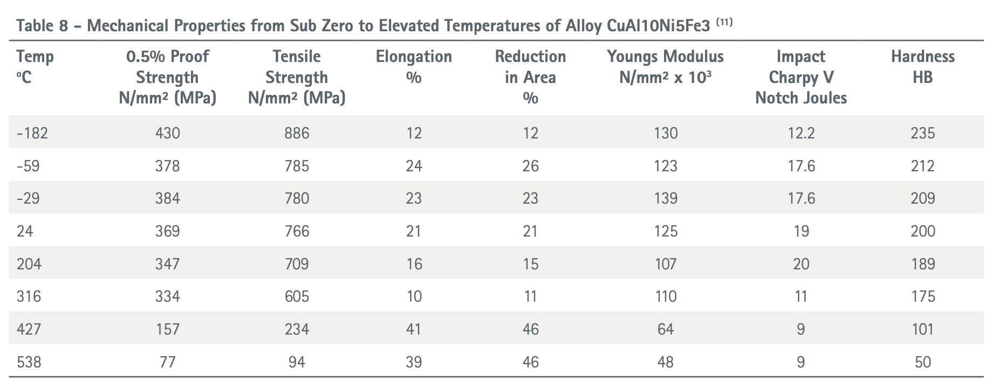 Table 8 – Mechanical Properties from Sub Zero to Elevated Temperatures of Alloy CuAl10Ni5Fe3 (11)
Temp 0.5% Proof Tensile Elongation Reduction Youngs Modulus Impact Hardness
ºC Strength Strength % in Area N/mm² x 10³ Charpy V HB
N/mm² (MPa) N/mm² (MPa) % Notch Joules
-182 430 886 12 12 130 12.2 235
-59 378 785 24 26 123 17.6 212
-29 384 780 23 23 139 17.6 209
24 369 766 21 21 125 19 200
204 347 709 16 15 107 20 189
316 334 605 10 11 110 11 175
427 157 234 41 46 64 9 101
538 77 94 39 46 48 9 50